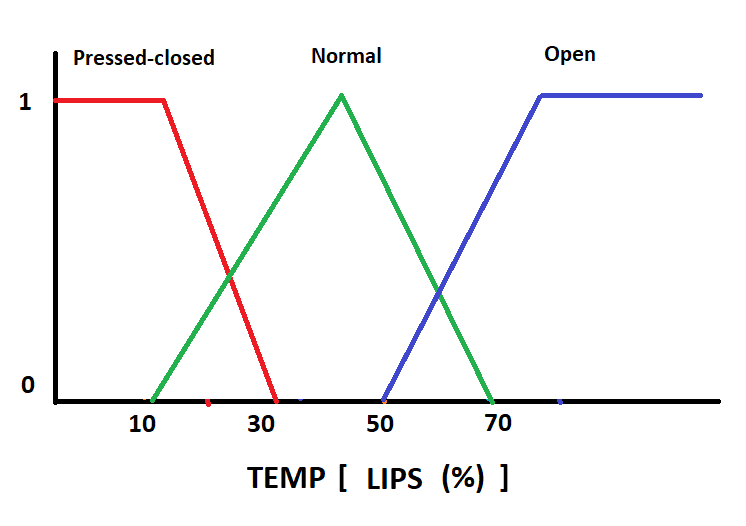 Pressed-closed Normal Open
1
0
10 30 50 70
TEMP [ LIPS (%) ]